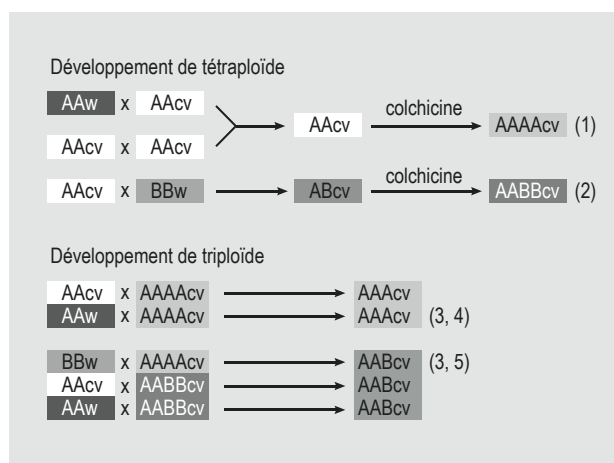 Développement de tétraploïde
AAw x AAcv
colchicine
AAcv AAAAcv (1)
AAcv x AAcv
colchicine
AAcv x BBw ABcv AABBcv (2)
Développement de triploïde
AAcv x AAAAcv AAAcv
AAw x AAAAcv AAAcv (3, 4)
BBw x AAAAcv AABcv (3, 5)
AAcv x AABBcv AABcv
AAw x AABBcv AABcv